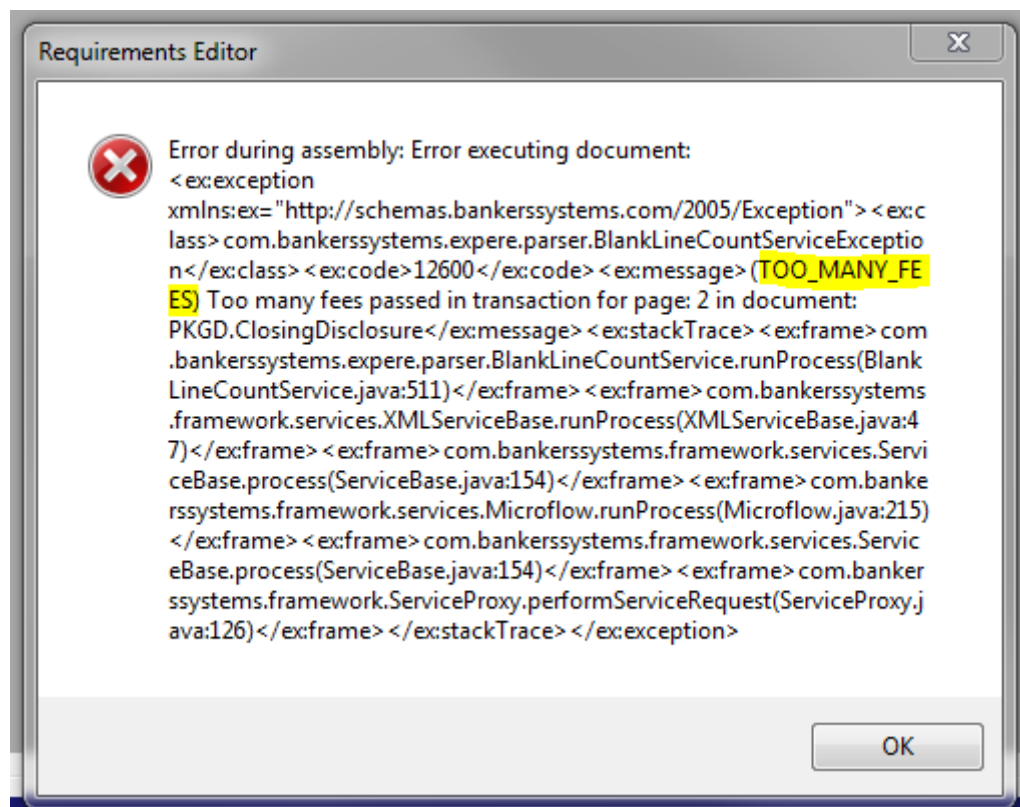 Requirements Editor
Error during assembly: Error executing document:
<ex:exception
xmlns:ex="http://schemas.bankerssystems.com/2005/Exception"><ex:c
lass>com.bankerssystems.expere.parser.BlankLineCountServiceExceptio
n</ex:class><ex:code>12600</ex:code><ex:message>(TOO_MANY_FE
ES) Too many fees passed in transaction for page: 2 in document:
PKGD.ClosingDisclosure</ex:message><ex:stackTrace><ex:frame>com
.bankerssystems.expere.parser.BlankLineCountService.runProcess(Blank
LineCountService.java:511)</ex:frame><ex:frame>com.bankerssystems
.framework.services.XMLServiceBase.runProcess(XMLServiceBase.java:4
7)</ex:frame><ex:frame>com.bankerssystems.framework.services.Servi
ceBase.process(ServiceBase.java:154)</ex:frame><ex:frame>com.banke
rssystems.framework.services.Microflow.runProcess(Microflow.java:215)
</ex:frame><ex:frame>com.bankerssystems.framework.services.Servic
eBase.process(ServiceBase.java:154)</ex:frame><ex:frame>com.banker
ssystems.framework.ServiceProxy.performServiceRequest(ServiceProxy.j
ava:126)</ex:frame></ex:stackTrace></ex:exception>
OK